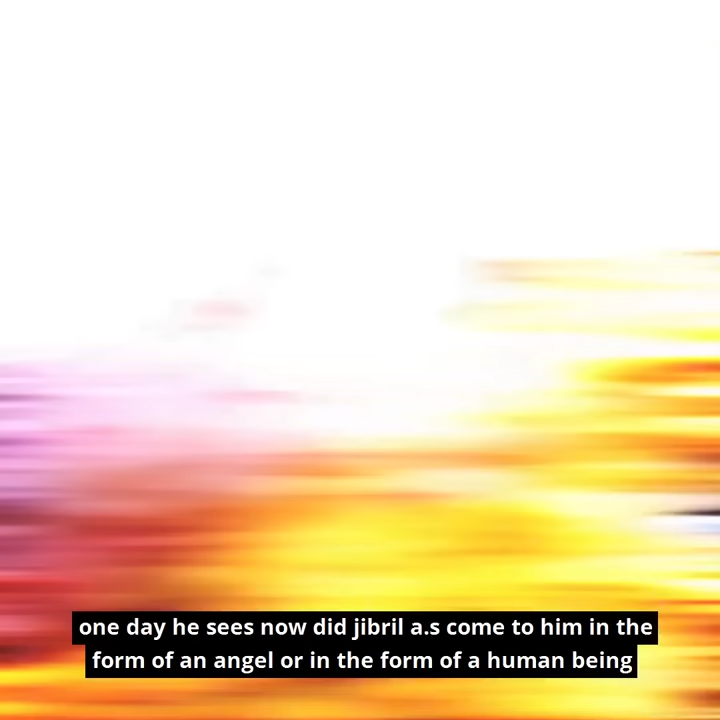 one day he sees now did jibril a.s come to him in the
form of an angel or in the form of a human being